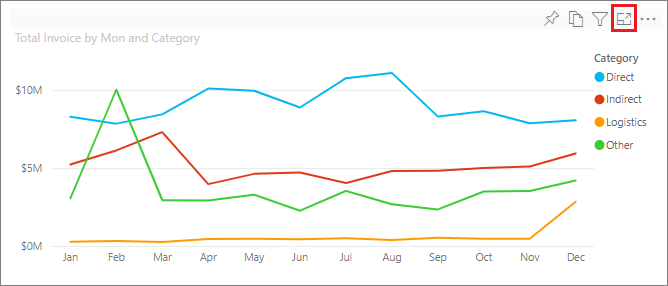 Total Invoice by Mon and Category
Category
Direct
Indirect
Logistics
Other
$10M
$5M
$0M
Jan Feb Mar Apr May Jun Jul Aug Sep Oct Nov Dec